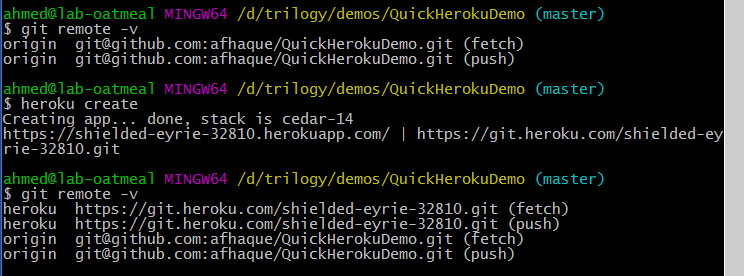 ahmed@lab-oatmeal MINGW64 /d/trilogy/demos/QuickHerokuDemo (master)
$ git remote -v
origin  git@github.com:afhaque/QuickHerokuDemo.git (fetch)
origin  git@github.com:afhaque/QuickHerokuDemo.git (push)
ahmed@lab-oatmeal MINGW64 /d/trilogy/demos/QuickHerokuDemo (master)
$ heroku create
Creating app... done, stack is cedar-14
https://shielded-eyrie-32810.herokuapp.com/ | https://git.heroku.com/shielded-ey
rie-32810.git
ahmed@lab-oatmeal MINGW64 /d/trilogy/demos/QuickHerokuDemo (master)
$ git remote -v
heroku  https://git.heroku.com/shielded-eyrie-32810.git (fetch)
heroku  https://git.heroku.com/shielded-eyrie-32810.git (push)
origin  git@github.com:afhaque/QuickHerokuDemo.git (fetch)
origin  git@github.com:afhaque/QuickHerokuDemo.git (push)